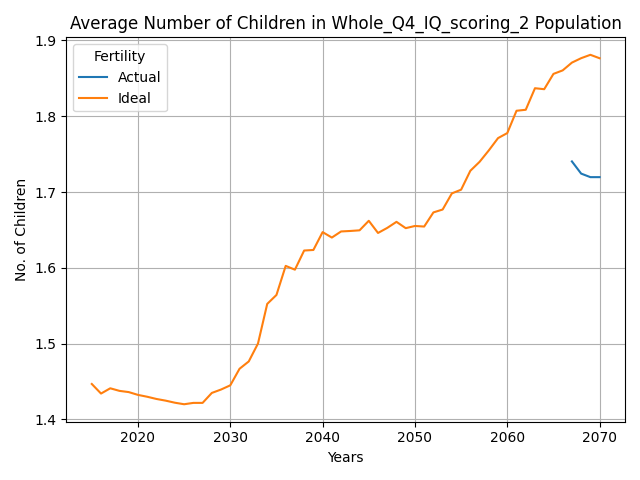 Average Number of Children in Whole_Q4_IQ_scoring_2 Population
Fertility
Actual
Ideal
1.9
1.8
1.7
1.6
1.5
1.4
No. of Children
2020 2030 2040 2050 2060 2070
Years